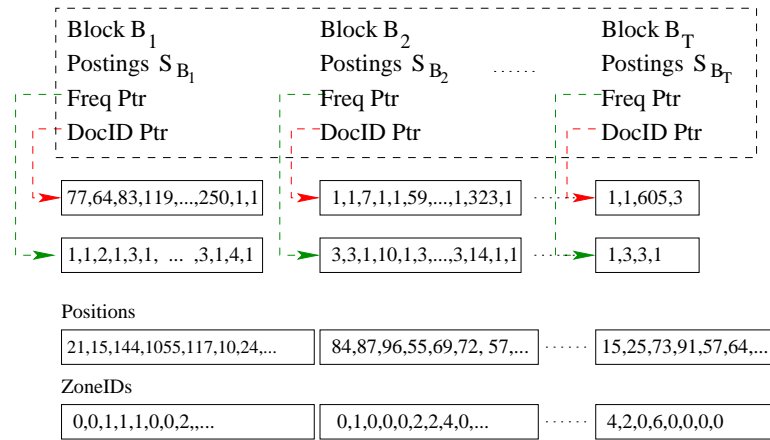 Block B1 Block B2 Block BT
Postings SB1 Postings SB2 ...... Postings SBT
Freq Ptr Freq Ptr Freq Ptr
DocID Ptr DocID Ptr DocID Ptr
77,64,83,119,...,250,1,1 1,1,7,1,1,59,...,1,323,1 1,1,605,3
1,1,2,1,3,1, ... ,3,1,4,1 3,3,1,10,1,3,...,3,14,1,1 1,3,3,1
Positions
21,15,144,1055,117,10,24,... 84,87,96,55,69,72, 57,... ...... 15,25,73,91,57,64,...
ZoneIDs
0,0,1,1,1,0,0,2,,... 0,1,0,0,0,2,2,4,0,... ...... 4,2,0,6,0,0,0,0